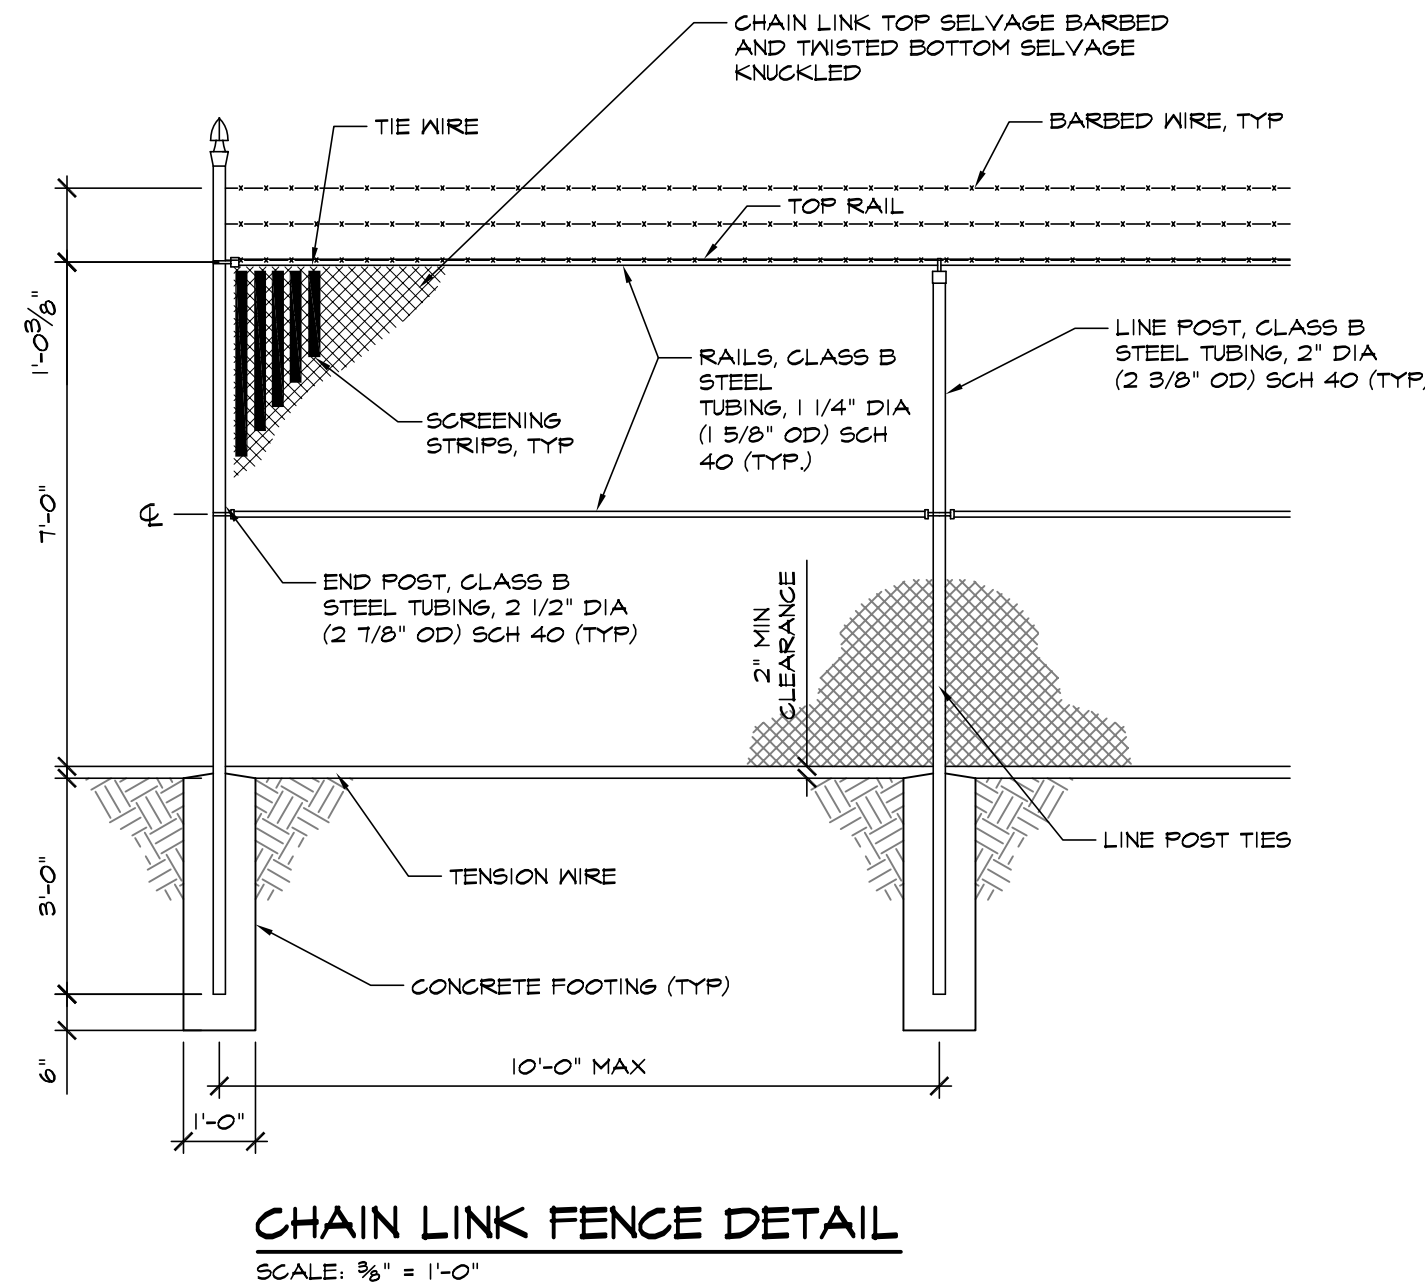 CHAIN LINK TOP SELVAGE BARBED
AND TWISTED BOTTOM SELVAGE
KNUCKLED
TIE WIRE
BARBED WIRE, TYP
TOP RAIL
1'-0⅜"
LINE POST, CLASS B
STEEL TUBING, 2" DIA
(2 3/8" OD) SCH 40 (TYP.
RAILS, CLASS B
STEEL
TUBING, 1 1/4" DIA
(1 5/8" OD) SCH
40 (TYP.)
SCREENING
STRIPS, TYP
7'-0"
℄
END POST, CLASS B
STEEL TUBING, 2 1/2" DIA
(2 7/8" OD) SCH 40 (TYP)
2" MIN
CLEARANCE
LINE POST TIES
TENSION WIRE
3'-0"
CONCRETE FOOTING (TYP)
6"
10'-0" MAX
1'-0"
CHAIN LINK FENCE DETAIL
SCALE: ⅜" = 1'-0"